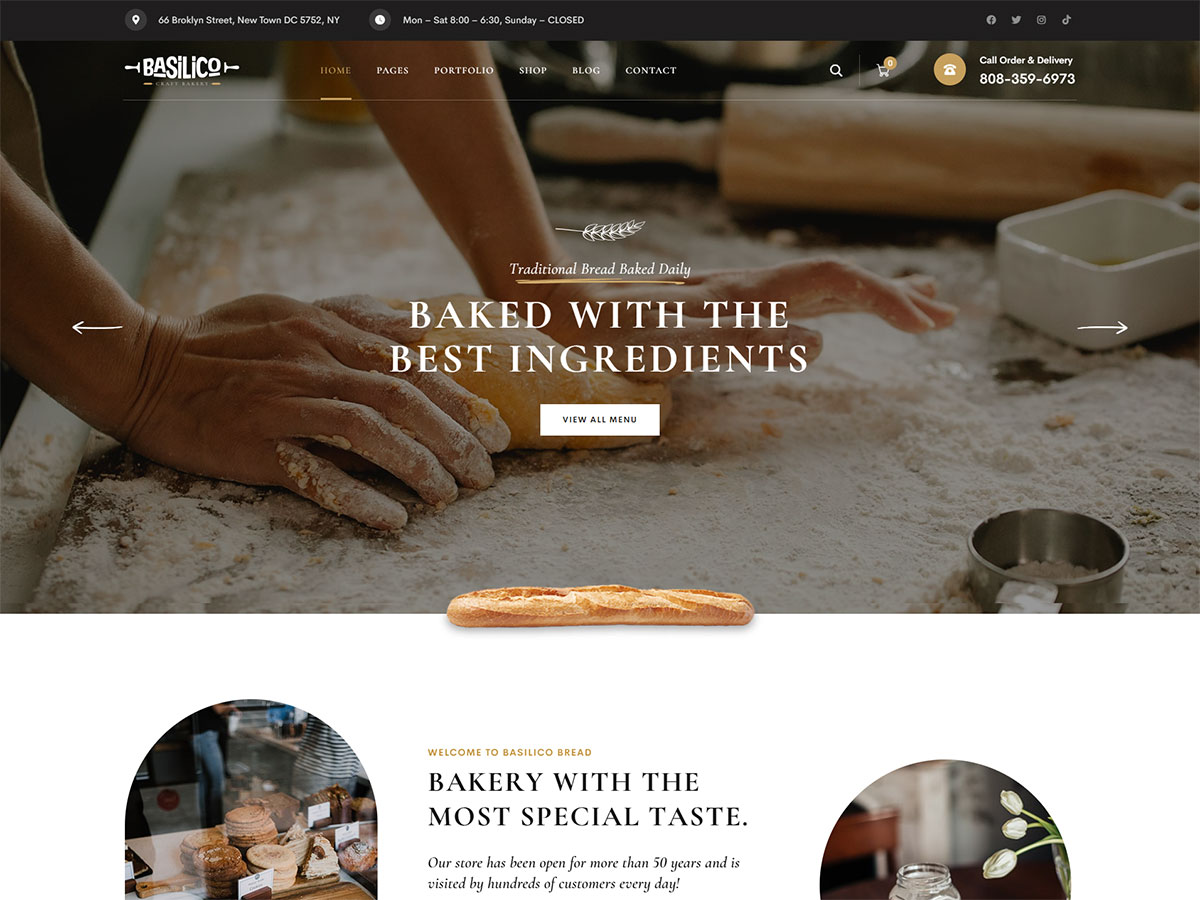 66 Broklyn Street, New Town DC 5752, NY
Mon – Sat 8:00 – 6:30, Sunday – CLOSED
BASILICO
CRAFT BAKERY
HOME
PAGES
PORTFOLIO
SHOP
BLOG
CONTACT
0
Call Order & Delivery
808-359-6973
Traditional Bread Baked Daily
BAKED WITH THE
BEST INGREDIENTS
VIEW ALL MENU
WELCOME TO BASILICO BREAD
BAKERY WITH THE
MOST SPECIAL TASTE.
Our store has been open for more than 50 years and is
visited by hundreds of customers every day!